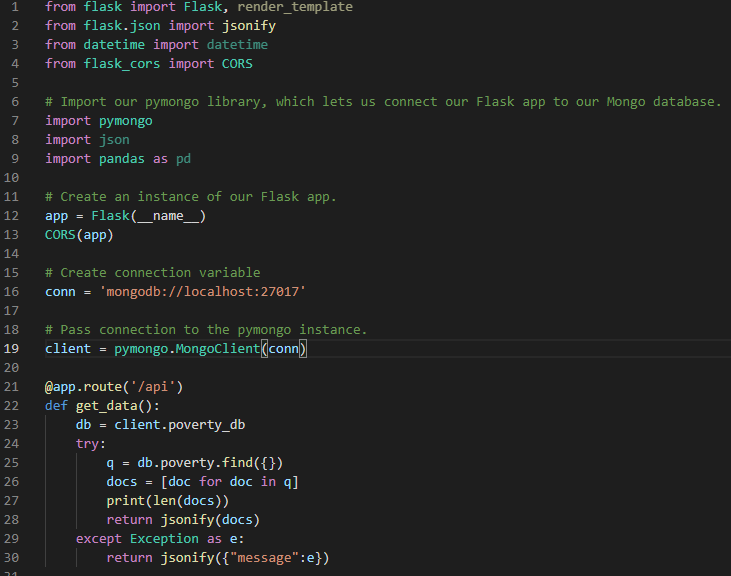 1 from flask import Flask, render_template
2 from flask.json import jsonify
3 from datetime import datetime
4 from flask_cors import CORS
5
6 # Import our pymongo library, which lets us connect our Flask app to our Mongo database.
7 import pymongo
8 import json
9 import pandas as pd
10
11 # Create an instance of our Flask app.
12 app = Flask(__name__)
13 CORS(app)
14
15 # Create connection variable
16 conn = 'mongodb://localhost:27017'
17
18 # Pass connection to the pymongo instance.
19 client = pymongo.MongoClient(conn)
20
21 @app.route('/api')
22 def get_data():
23     db = client.poverty_db
24     try:
25         q = db.poverty.find({})
26         docs = [doc for doc in q]
27         print(len(docs))
28         return jsonify(docs)
29     except Exception as e:
30         return jsonify({"message":e})
31